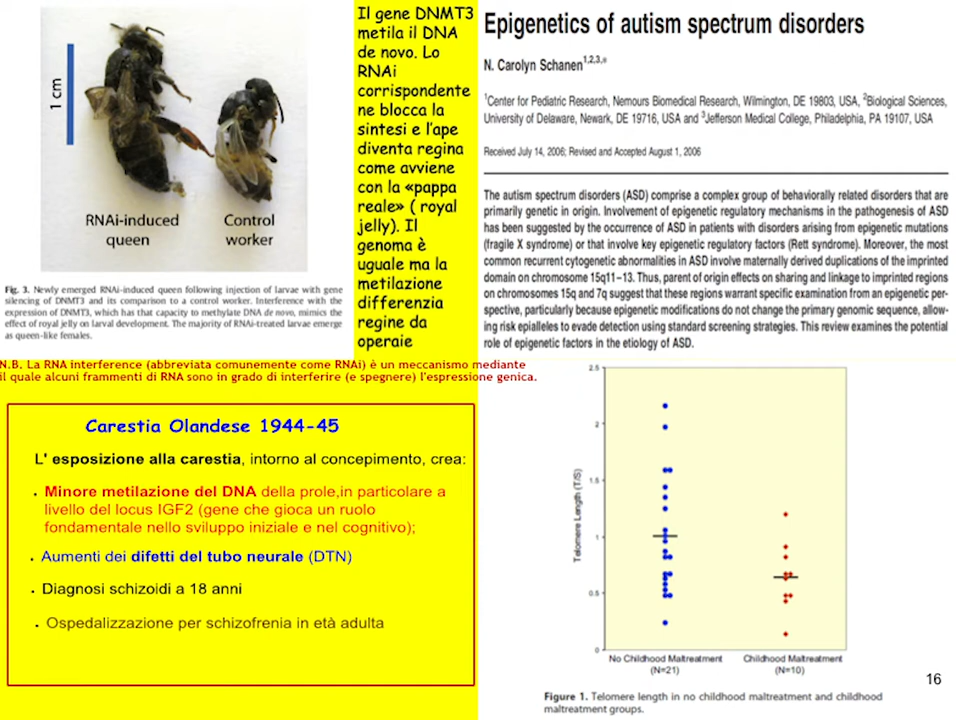 1 cm
RNAi-induced
queen
Control
worker
Fig. 3. Newly emerged RNAi-induced queen following injection of larvae with gene
silencing of DNMT3 and its comparison to a control worker. Interference with the
expression of DNMT3, which has that capacity to methylate DNA de novo, mimics the
effect of royal jelly on larval development. The majority of RNAi-treated larvae emerge
as queen-like females.
Il gene DNMT3
metila il DNA
de novo. Lo
RNAi
corrispondente
ne blocca la
sintesi e l'ape
diventa regina
come avviene
con la «pappa
reale» ( royal
jelly). Il
genoma è
uguale ma la
metilazione
differenzia
regine da
operaie
Epigenetics of autism spectrum disorders
N. Carolyn Schanen1,2,3,*
1Center for Pediatric Research, Nemours Biomedical Research, Wilmington, DE 19803, USA, 2Biological Sciences,
University of Delaware, Newark, DE 19716, USA and 3Jefferson Medical College, Philadelphia, PA 19107, USA
Received July 14, 2006; Revised and Accepted August 1, 2006
The autism spectrum disorders (ASD) comprise a complex group of behaviorally related disorders that are
primarily genetic in origin. Involvement of epigenetic regulatory mechanisms in the pathogenesis of ASD
has been suggested by the occurrence of ASD in patients with disorders arising from epigenetic mutations
(fragile X syndrome) or that involve key epigenetic regulatory factors (Rett syndrome). Moreover, the most
common recurrent cytogenetic abnormalities in ASD involve maternally derived duplications of the imprinted
domain on chromosome 15q11–13. Thus, parent of origin effects on sharing and linkage to imprinted regions
on chromosomes 15q and 7q suggest that these regions warrant specific examination from an epigenetic per-
spective, particularly because epigenetic modifications do not change the primary genomic sequence, allow-
ing risk epialleles to evade detection using standard screening strategies. This review examines the potential
role of epigenetic factors in the etiology of ASD.
N.B. La RNA interference (abbreviata comunemente come RNAi) è un meccanismo mediante
il quale alcuni frammenti di RNA sono in grado di interferire (e spegnere) l'espressione genica.
Carestia Olandese 1944-45
L' esposizione alla carestia, intorno al concepimento, crea:
• Minore metilazione del DNA della prole,in particolare a
livello del locus IGF2 (gene che gioca un ruolo
fondamentale nello sviluppo iniziale e nel cognitivo);
• Aumenti dei difetti del tubo neurale (DTN)
• Diagnosi schizoidi a 18 anni
• Ospedalizzazione per schizofrenia in età adulta
2.5
2
1.5
1
0.5
0
Telomere Length (T/S)
No Childhood Maltreatment
(N=21)
Childhood Maltreatment
(N=10)
16
Figure 1. Telomere length in no childhood maltreatment and childhood
maltreatment groups.